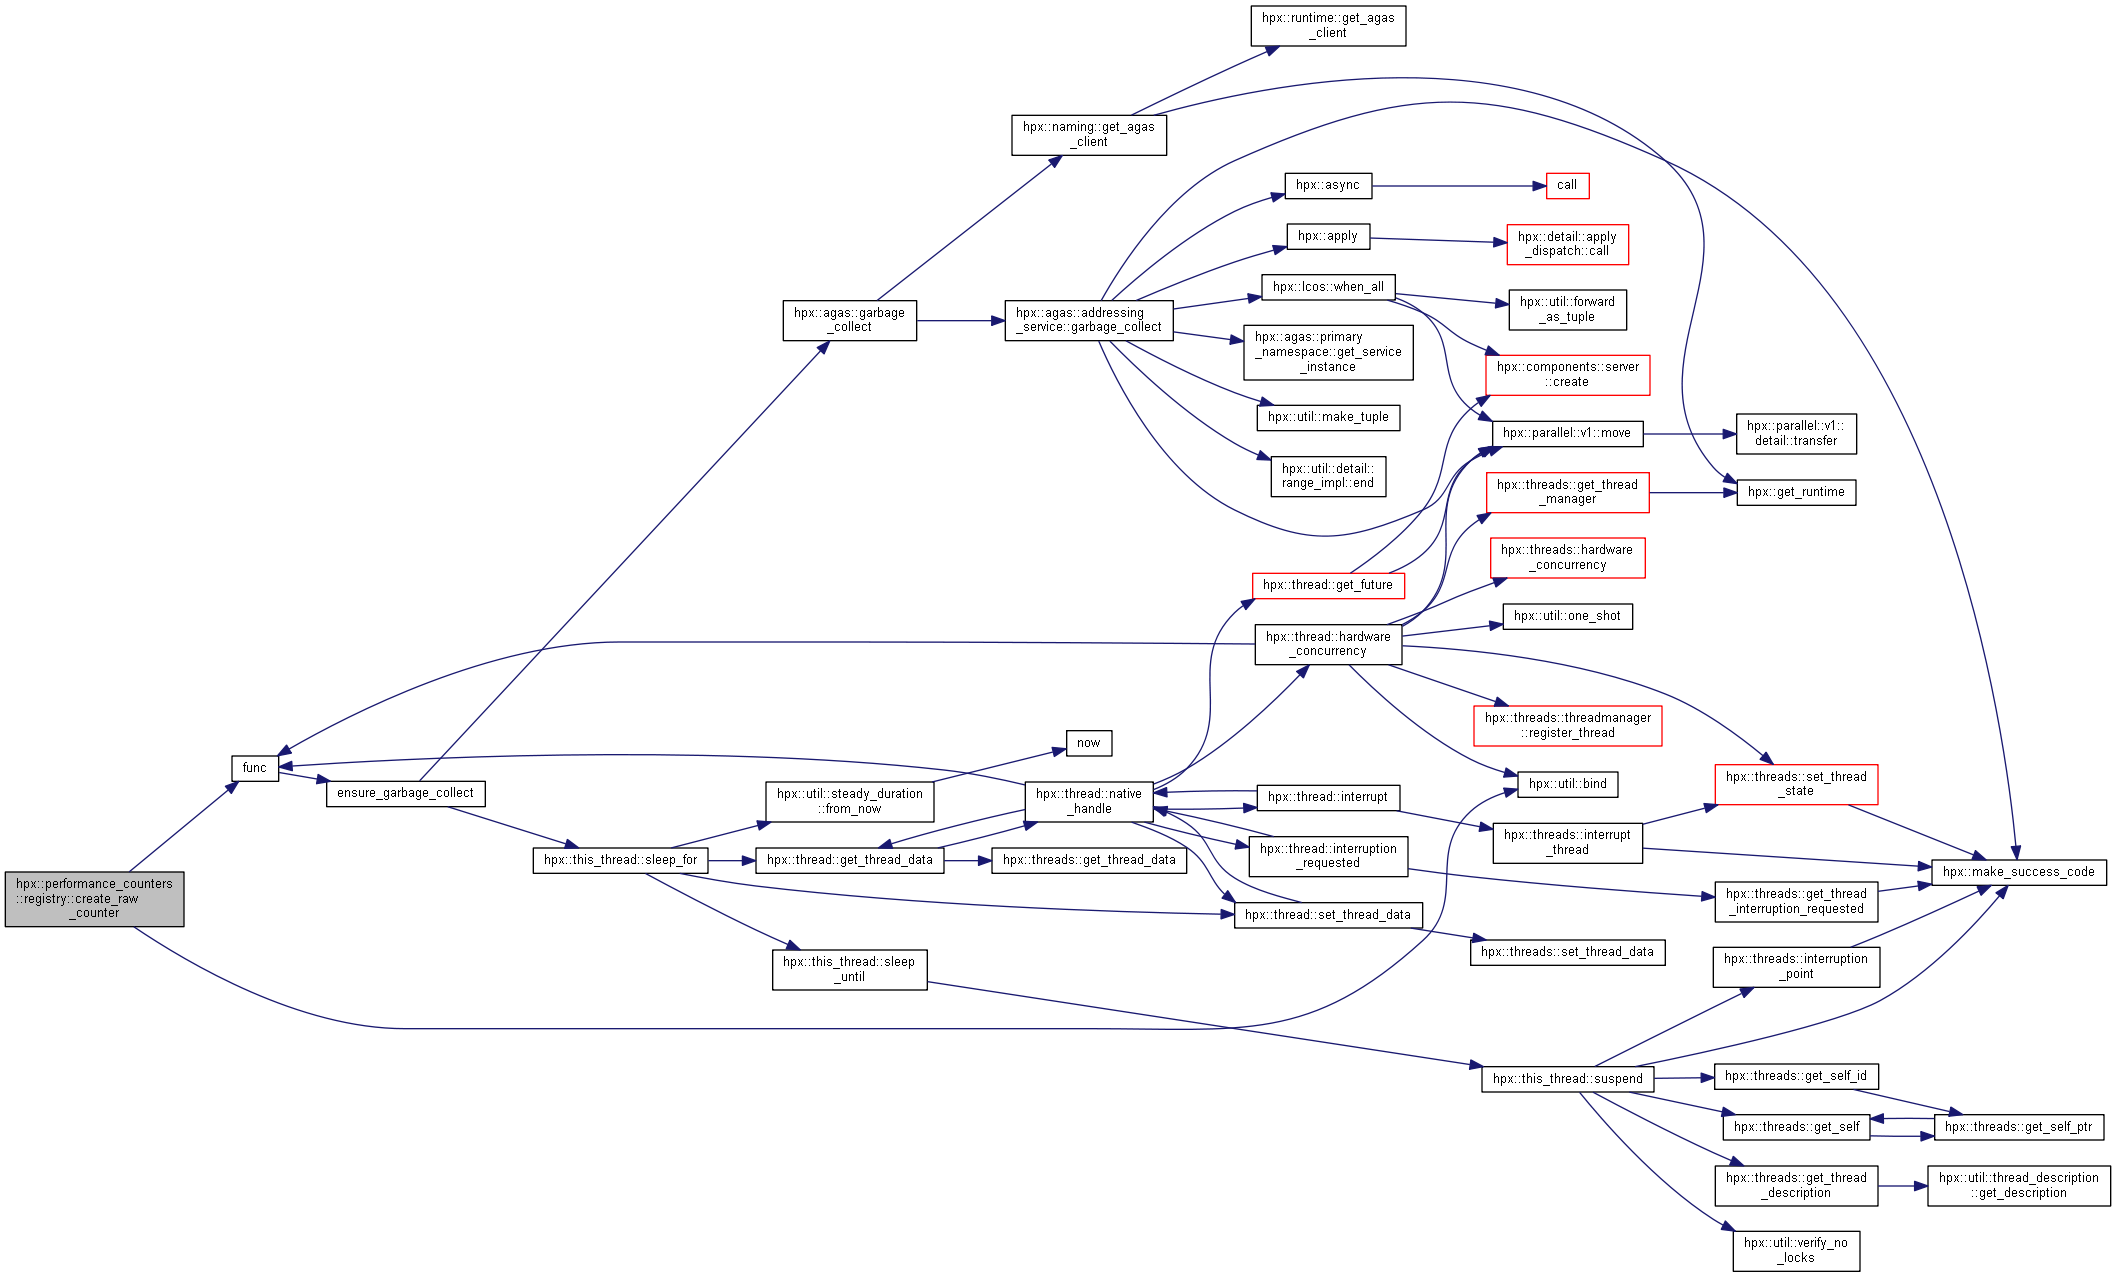 hpx::runtime::get_agas
_client
hpx::naming::get_agas
_client
hpx::async
call
hpx::apply
hpx::detail::apply
_dispatch::call
hpx::lcos::when_all
hpx::util::forward
_as_tuple
hpx::agas::garbage
_collect
hpx::agas::addressing
_service::garbage_collect
hpx::agas::primary
_namespace::get_service
_instance
hpx::components::server
::create
hpx::util::make_tuple
hpx::parallel::v1::move
hpx::parallel::v1::
detail::transfer
hpx::util::detail::
range_impl::end
hpx::threads::get_thread
_manager
hpx::get_runtime
hpx::threads::hardware
_concurrency
hpx::thread::get_future
hpx::util::one_shot
hpx::thread::hardware
_concurrency
hpx::threads::threadmanager
::register_thread
now
func
ensure_garbage_collect
hpx::util::steady_duration
::from_now
hpx::thread::native
_handle
hpx::thread::interrupt
hpx::util::bind
hpx::threads::set_thread
_state
hpx::threads::interrupt
_thread
hpx::this_thread::sleep_for
hpx::thread::get_thread_data
hpx::threads::get_thread_data
hpx::thread::interruption
_requested
hpx::make_success_code
hpx::performance_counters
::registry::create_raw
_counter
hpx::thread::set_thread_data
hpx::threads::get_thread
_interruption_requested
hpx::threads::set_thread_data
hpx::this_thread::sleep
_until
hpx::threads::interruption
_point
hpx::this_thread::suspend
hpx::threads::get_self_id
hpx::threads::get_self
hpx::threads::get_self_ptr
hpx::threads::get_thread
_description
hpx::util::thread_description
::get_description
hpx::util::verify_no
_locks